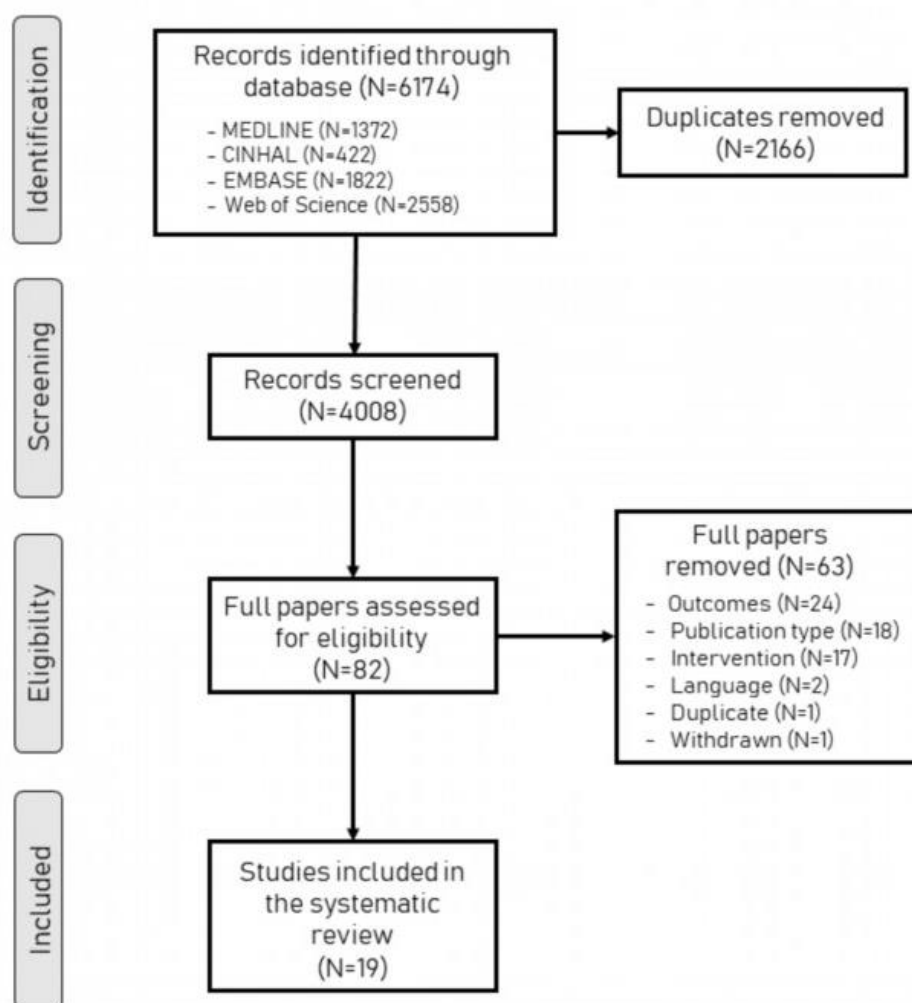 Identification
Records identified through
database (N=6174)
- MEDLINE (N=1372)
- CINHAL (N=422)
- EMBASE (N=1822)
- Web of Science (N=2558)
Duplicates removed
(N=2166)
Screening
Records screened
(N=4008)
Eligibility
Full papers assessed
for eligibility
(N=82)
Full papers
removed (N=63)
- Outcomes (N=24)
- Publication type (N=18)
- Intervention (N=17)
- Language (N=2)
- Duplicate (N=1)
- Withdrawn (N=1)
Included
Studies included in
the systematic
review
(N=19)